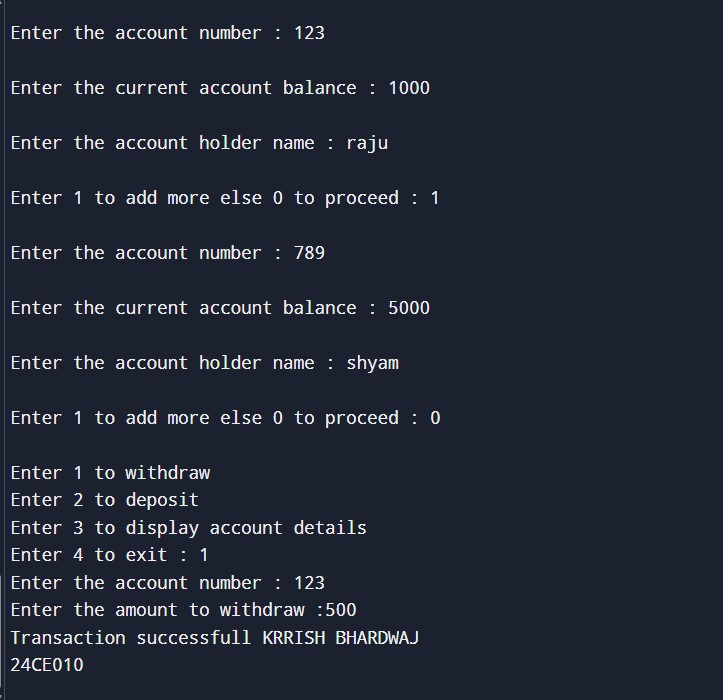 Enter the account number : 123
Enter the current account balance : 1000
Enter the account holder name : raju
Enter 1 to add more else 0 to proceed : 1
Enter the account number : 789
Enter the current account balance : 5000
Enter the account holder name : shyam
Enter 1 to add more else 0 to proceed : 0
Enter 1 to withdraw
Enter 2 to deposit
Enter 3 to display account details
Enter 4 to exit : 1
Enter the account number : 123
Enter the amount to withdraw :500
Transaction successfull KRRISH BHARDWAJ
24CE010